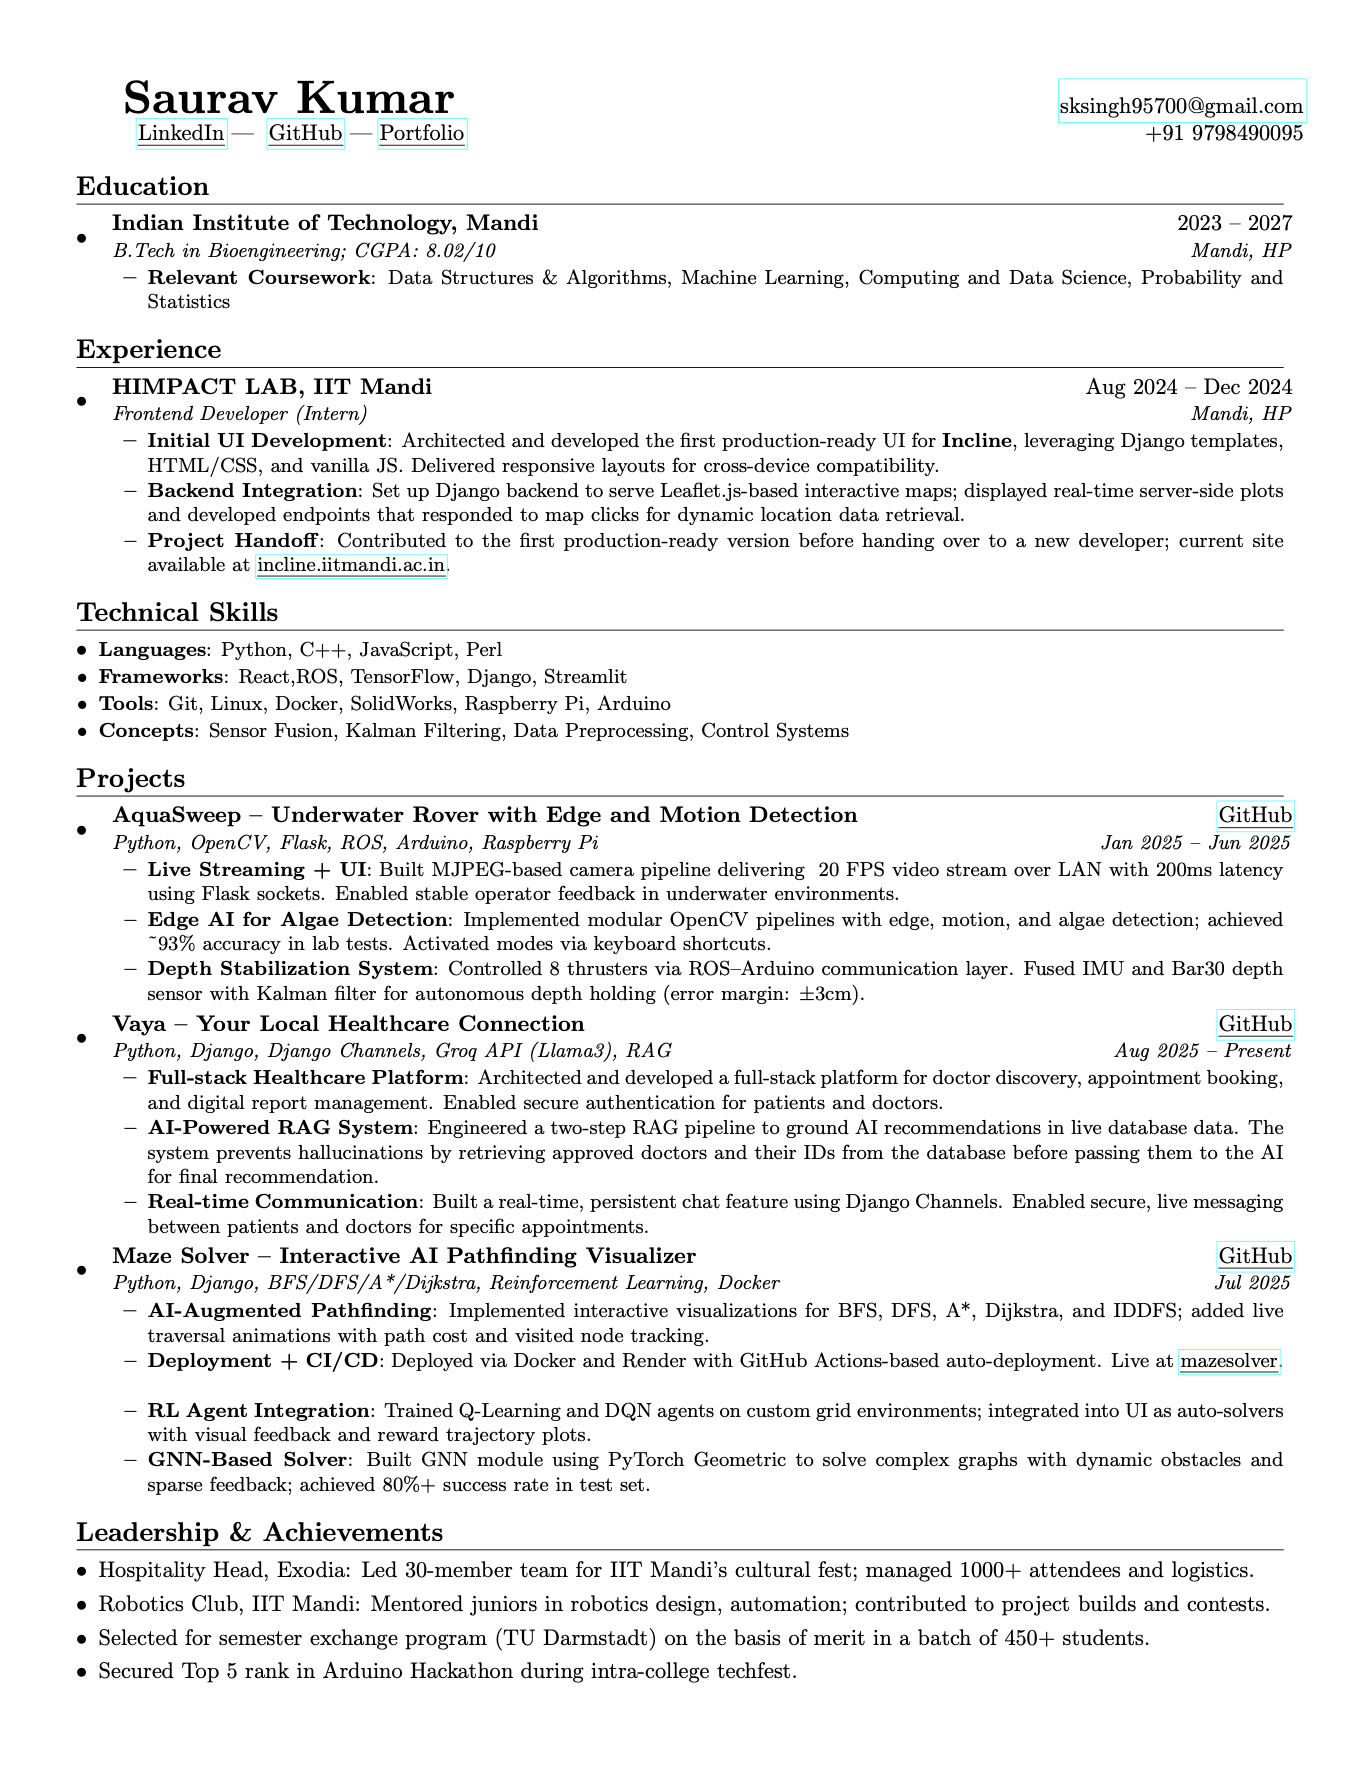 Saurav Kumar
sksingh95700@gmail.com
LinkedIn — GitHub — Portfolio
+91 9798490095
Education
• Indian Institute of Technology, Mandi 2023 – 2027
B.Tech in Bioengineering; CGPA: 8.02/10 Mandi, HP
– Relevant Coursework: Data Structures & Algorithms, Machine Learning, Computing and Data Science, Probability and
Statistics
Experience
• HIMPACT LAB, IIT Mandi Aug 2024 – Dec 2024
Frontend Developer (Intern) Mandi, HP
– Initial UI Development: Architected and developed the first production-ready UI for Incline, leveraging Django templates,
HTML/CSS, and vanilla JS. Delivered responsive layouts for cross-device compatibility.
– Backend Integration: Set up Django backend to serve Leaflet.js-based interactive maps; displayed real-time server-side plots
and developed endpoints that responded to map clicks for dynamic location data retrieval.
– Project Handoff: Contributed to the first production-ready version before handing over to a new developer; current site
available at incline.iitmandi.ac.in.
Technical Skills
• Languages: Python, C++, JavaScript, Perl
• Frameworks: React,ROS, TensorFlow, Django, Streamlit
• Tools: Git, Linux, Docker, SolidWorks, Raspberry Pi, Arduino
• Concepts: Sensor Fusion, Kalman Filtering, Data Preprocessing, Control Systems
Projects
• AquaSweep – Underwater Rover with Edge and Motion Detection GitHub
Python, OpenCV, Flask, ROS, Arduino, Raspberry Pi Jan 2025 – Jun 2025
– Live Streaming + UI: Built MJPEG-based camera pipeline delivering 20 FPS video stream over LAN with 200ms latency
using Flask sockets. Enabled stable operator feedback in underwater environments.
– Edge AI for Algae Detection: Implemented modular OpenCV pipelines with edge, motion, and algae detection; achieved
~93% accuracy in lab tests. Activated modes via keyboard shortcuts.
– Depth Stabilization System: Controlled 8 thrusters via ROS–Arduino communication layer. Fused IMU and Bar30 depth
sensor with Kalman filter for autonomous depth holding (error margin: ±3cm).
• Vaya – Your Local Healthcare Connection GitHub
Python, Django, Django Channels, Groq API (Llama3), RAG Aug 2025 – Present
– Full-stack Healthcare Platform: Architected and developed a full-stack platform for doctor discovery, appointment booking,
and digital report management. Enabled secure authentication for patients and doctors.
– AI-Powered RAG System: Engineered a two-step RAG pipeline to ground AI recommendations in live database data. The
system prevents hallucinations by retrieving approved doctors and their IDs from the database before passing them to the AI
for final recommendation.
– Real-time Communication: Built a real-time, persistent chat feature using Django Channels. Enabled secure, live messaging
between patients and doctors for specific appointments.
• Maze Solver – Interactive AI Pathfinding Visualizer GitHub
Python, Django, BFS/DFS/A*/Dijkstra, Reinforcement Learning, Docker Jul 2025
– AI-Augmented Pathfinding: Implemented interactive visualizations for BFS, DFS, A*, Dijkstra, and IDDFS; added live
traversal animations with path cost and visited node tracking.
– Deployment + CI/CD: Deployed via Docker and Render with GitHub Actions-based auto-deployment. Live at mazesolver.
– RL Agent Integration: Trained Q-Learning and DQN agents on custom grid environments; integrated into UI as auto-solvers
with visual feedback and reward trajectory plots.
– GNN-Based Solver: Built GNN module using PyTorch Geometric to solve complex graphs with dynamic obstacles and
sparse feedback; achieved 80%+ success rate in test set.
Leadership & Achievements
• Hospitality Head, Exodia: Led 30-member team for IIT Mandi's cultural fest; managed 1000+ attendees and logistics.
• Robotics Club, IIT Mandi: Mentored juniors in robotics design, automation; contributed to project builds and contests.
• Selected for semester exchange program (TU Darmstadt) on the basis of merit in a batch of 450+ students.
• Secured Top 5 rank in Arduino Hackathon during intra-college techfest.